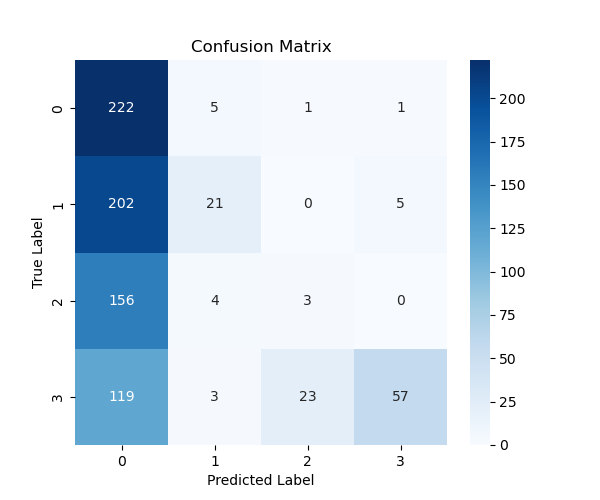 Confusion Matrix
0 222 5 1 1
1 202 21 0 5
2 156 4 3 0
3 119 3 23 57
0 1 2 3
True Label
Predicted Label
200
175
150
125
100
75
50
25
0